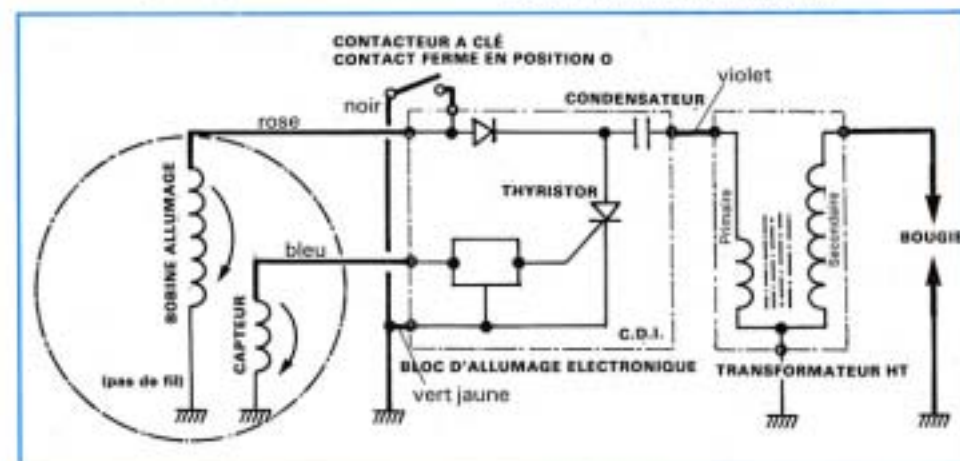 CONTACTEUR A CLÉ
CONTACT FERME EN POSITION O
violet
noir
CONDENSATEUR
rose
BOBINE ALLUMAGE
THYRISTOR
Primaire
Secondaire
bleu
BOUGIE
CAPTEUR
C.D.I.
(pas de fil)
BLOC D'ALLUMAGE ELECTRONIQUE
TRANSFORMATEUR HT
vert jaune